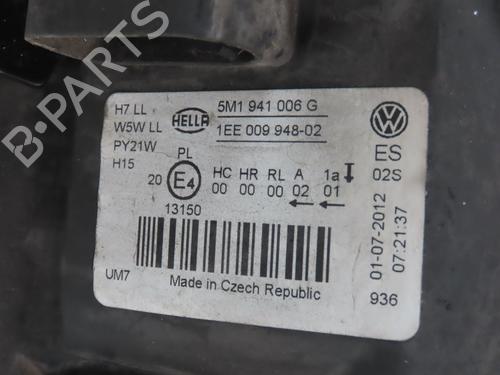 H7 LL
W5W LL
PY21W
H15
HELLA
5M1 941 006 G
1EE 009 948-02
PL
20 E4
13150
HC HR RL A 1a
00 00 00 02 01
ES
02S
01-07-2012
07:21:37
936
UM7
Made in Czech Republic
B-PARTS